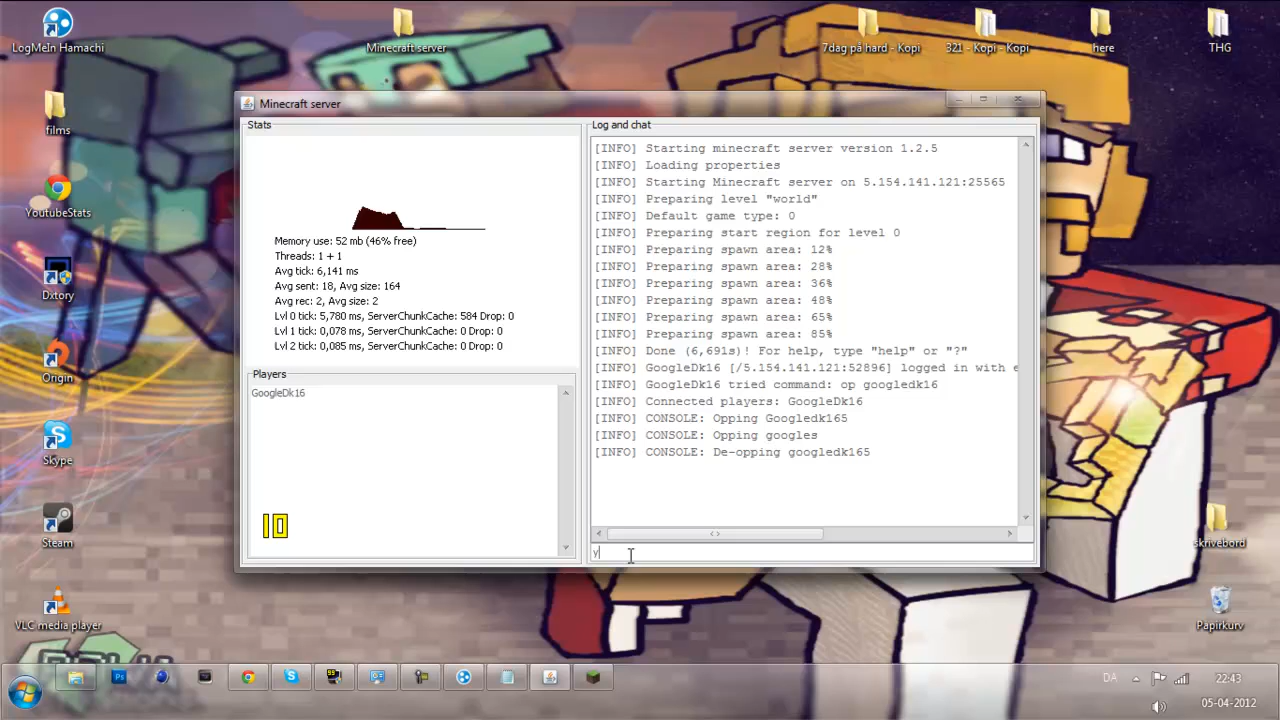 LogMeIn Hamachi
Minecraft server
7dag på hard - Kopi
321 - Kopi - Kopi
here
THG
films
YoutubeStats
Dxtory
Origin
Skype
Steam
VLC media player
skrivebord
Papirkurv
Minecraft server
Stats
Memory use: 52 mb (46% free)
Threads: 1 + 1
Avg tick: 6,141 ms
Avg sent: 18, Avg size: 164
Avg rec: 2, Avg size: 2
Lvl 0 tick: 5,780 ms, ServerChunkCache: 584 Drop: 0
Lvl 1 tick: 0,078 ms, ServerChunkCache: 0 Drop: 0
Lvl 2 tick: 0,085 ms, ServerChunkCache: 0 Drop: 0
Players
GoogleDk16
10
Log and chat
[INFO] Starting minecraft server version 1.2.5
[INFO] Loading properties
[INFO] Starting Minecraft server on 5.154.141.121:25565
[INFO] Preparing level "world"
[INFO] Default game type: 0
[INFO] Preparing start region for level 0
[INFO] Preparing spawn area: 12%
[INFO] Preparing spawn area: 28%
[INFO] Preparing spawn area: 36%
[INFO] Preparing spawn area: 48%
[INFO] Preparing spawn area: 65%
[INFO] Preparing spawn area: 85%
[INFO] Done (6,691s)! For help, type "help" or "?"
[INFO] GoogleDk16 [/5.154.141.121:52896] logged in with e
[INFO] GoogleDk16 tried command: op googledk16
[INFO] Connected players: GoogleDk16
[INFO] CONSOLE: Opping Googledk165
[INFO] CONSOLE: Opping googles
[INFO] CONSOLE: De-opping googledk165
y
99
Ps
DA
22:43
05-04-2012